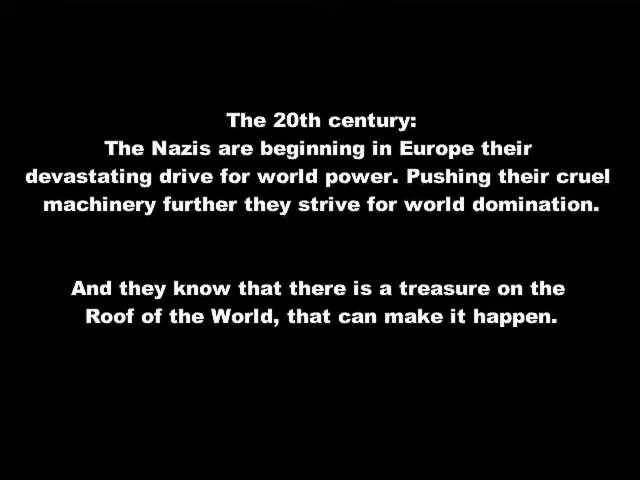 The 20th century:
The Nazis are beginning in Europe their
devastating drive for world power. Pushing their cruel
machinery further they strive for world domination.
And they know that there is a treasure on the
Roof of the World, that can make it happen.